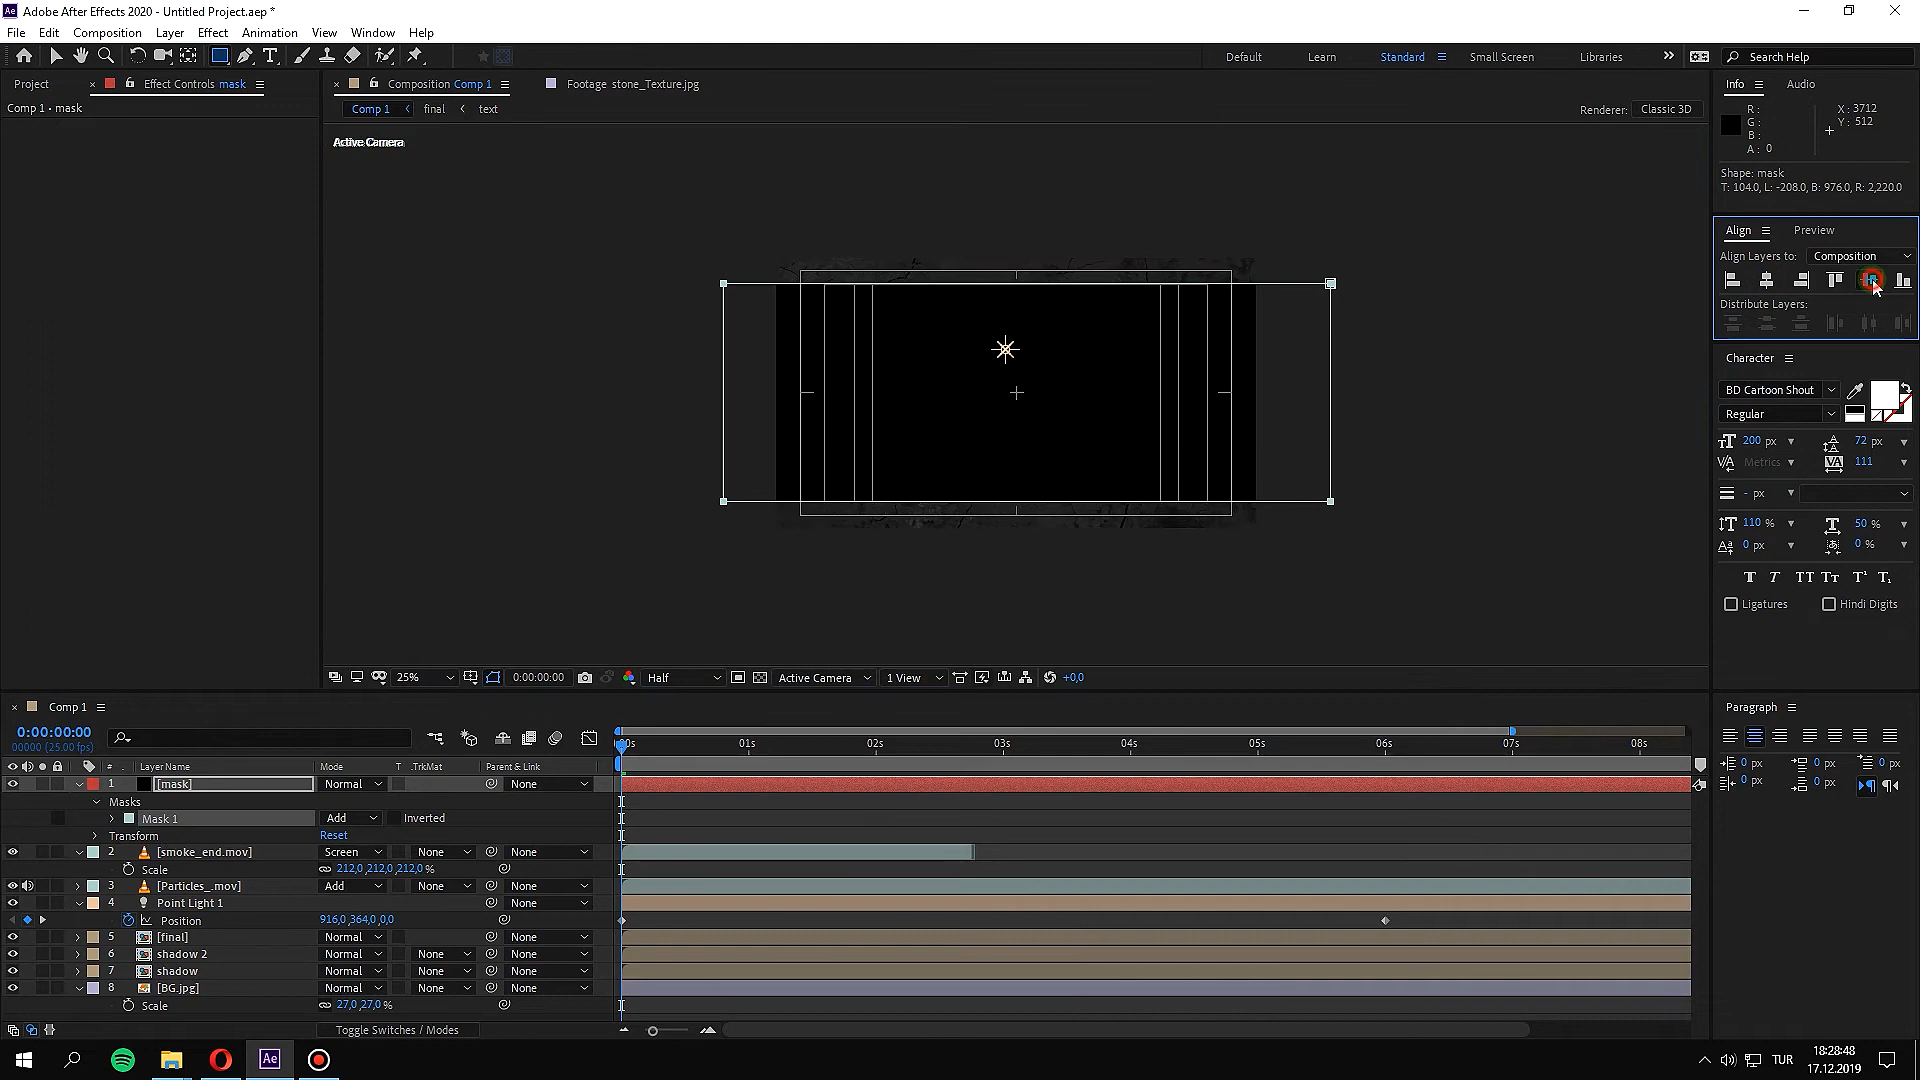 Adobe After Effects 2020 - Untitled Project.aep *
File Edit Composition Layer Effect Animation View Window Help
Default Learn Standard Small Screen Libraries Search Help
Project Effect Controls mask
Composition Comp 1 Footage stone_Texture.jpg
Info Audio
Comp 1 • mask
Comp 1 final text
Renderer: Classic 3D
R :
G :
B :
A : 0
X : 3712
Y : 512
Active Camera
Shape: mask
T: 104.0, L: -208.0, B: 976.0, R: 2,220.0
Align Preview
Align Layers to: Composition
Distribute Layers:
Character
BD Cartoon Shout
Regular
200 px 72 px
Metrics 111
- px
110 % 50 %
0 px 0 %
Ligatures Hindi Digits
25% 0:00:00:00 Half Active Camera 1 View +0,0
Comp 1
0:00:00:00
00000 (25.00 fps)
:00s 01s 02s 03s 04s 05s 06s 07s 08s
# Layer Name Mode T .TrkMat Parent & Link
1 [mask] Normal None
Masks
Mask 1 Add Inverted
Transform Reset
2 [smoke_end.mov] Screen None None
Scale 212,0,212,0,212,0 %
3 [Particles_.mov] Add None None
4 Point Light 1 None
Position 916,0,364,0,0,0
5 [final] Normal None
6 shadow 2 Normal None None
7 shadow Normal None None
8 [BG.jpg] Normal None None
Scale 27,0,27,0 %
Toggle Switches / Modes
Paragraph
0 px 0 px 0 px
0 px 0 px
Ae
TUR
18:28:48
17.12.2019